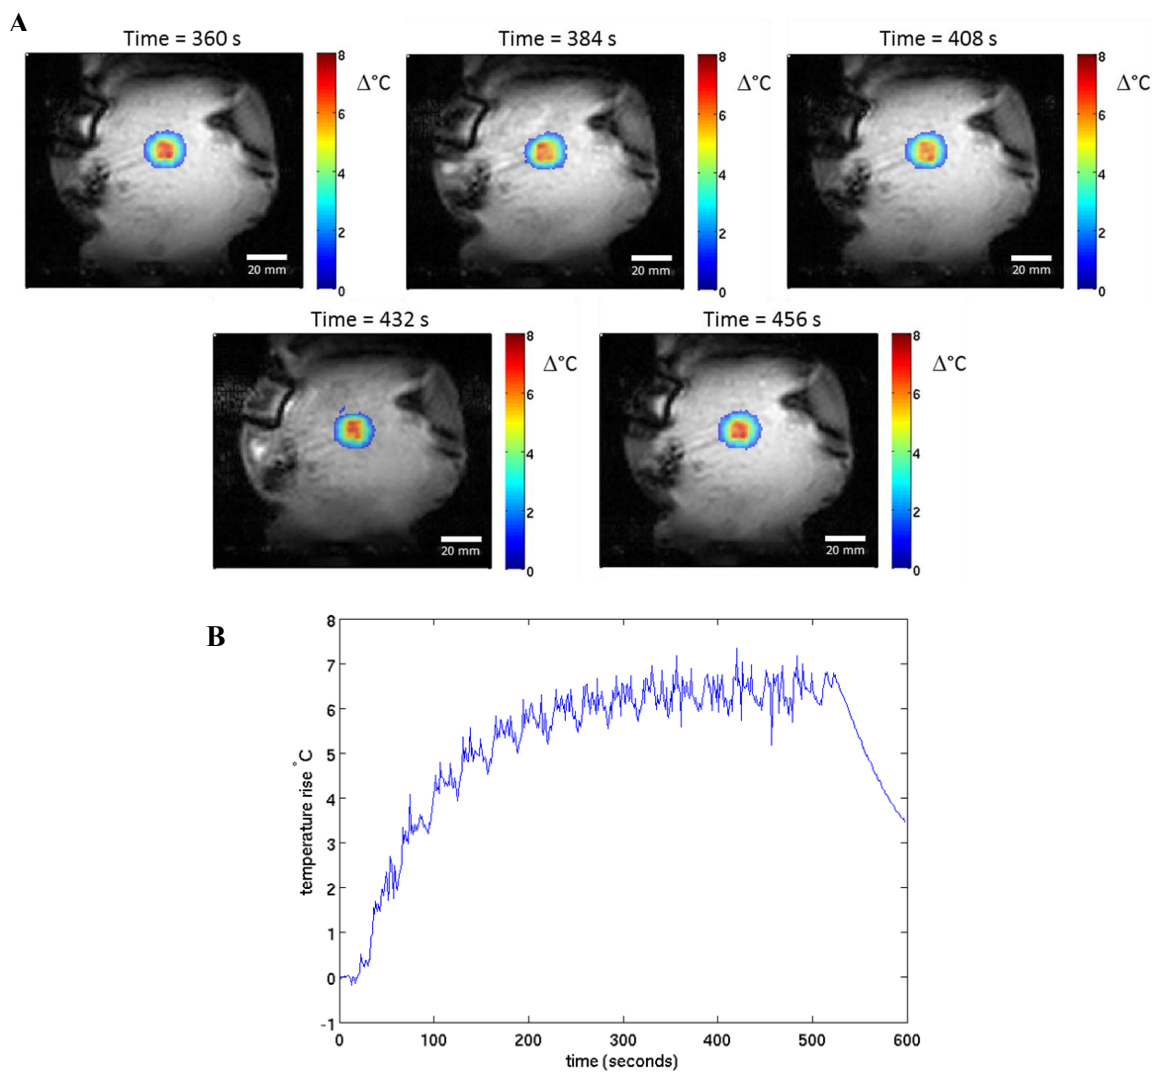 A
Time = 360 s
Time = 384 s
Time = 408 s
8
6
4
2
0
Δ°C
20 mm
8
6
4
2
0
Δ°C
20 mm
8
6
4
2
0
Δ°C
20 mm
Time = 432 s
Time = 456 s
8
6
4
2
0
Δ°C
20 mm
8
6
4
2
0
Δ°C
20 mm
B
temperature rise °C
8
7
6
5
4
3
2
1
0
-1
0 100 200 300 400 500 600
time (seconds)